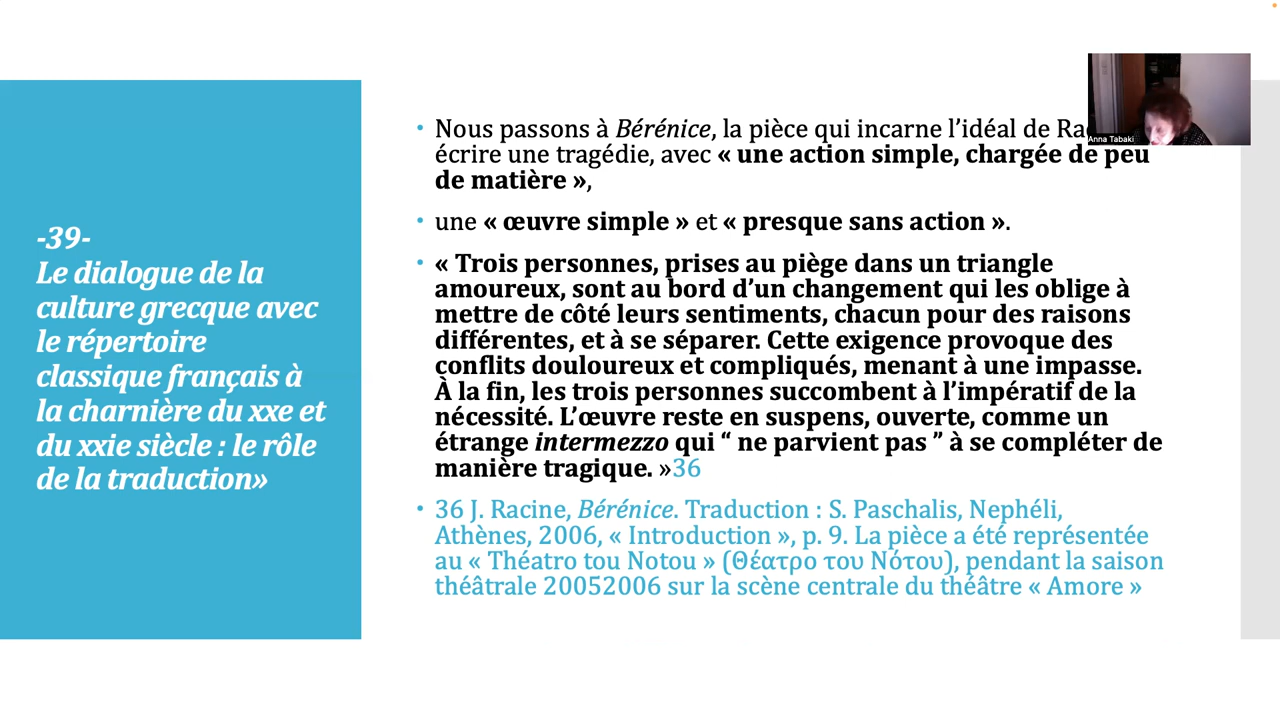 -39-
Le dialogue de la
culture grecque avec
le répertoire
classique français à
la charnière du xxe et
du xxie siècle : le rôle
de la traduction»
• Nous passons à Bérénice, la pièce qui incarne l’idéal de
écrire une tragédie, avec « une action simple, chargée de peu
de matière »,
• une « œuvre simple » et « presque sans action ».
• « Trois personnes, prises au piège dans un triangle
amoureux, sont au bord d’un changement qui les oblige à
mettre de côté leurs sentiments, chacun pour des raisons
différentes, et à se séparer. Cette exigence provoque des
conflits douloureux et compliqués, menant à une impasse.
À la fin, les trois personnes succombent à l’impératif de la
nécessité. L’œuvre reste en suspens, ouverte, comme un
étrange intermezzo qui “ ne parvient pas ” à se compléter de
manière tragique. »36
• 36 J. Racine, Bérénice. Traduction : S. Paschalis, Nephéli,
Athènes, 2006, « Introduction », p. 9. La pièce a été représentée
au « Théatro tou Notou » (Θέατρο του Νότου), pendant la saison
théâtrale 20052006 sur la scène centrale du théâtre « Amore »
Anna Tabaki